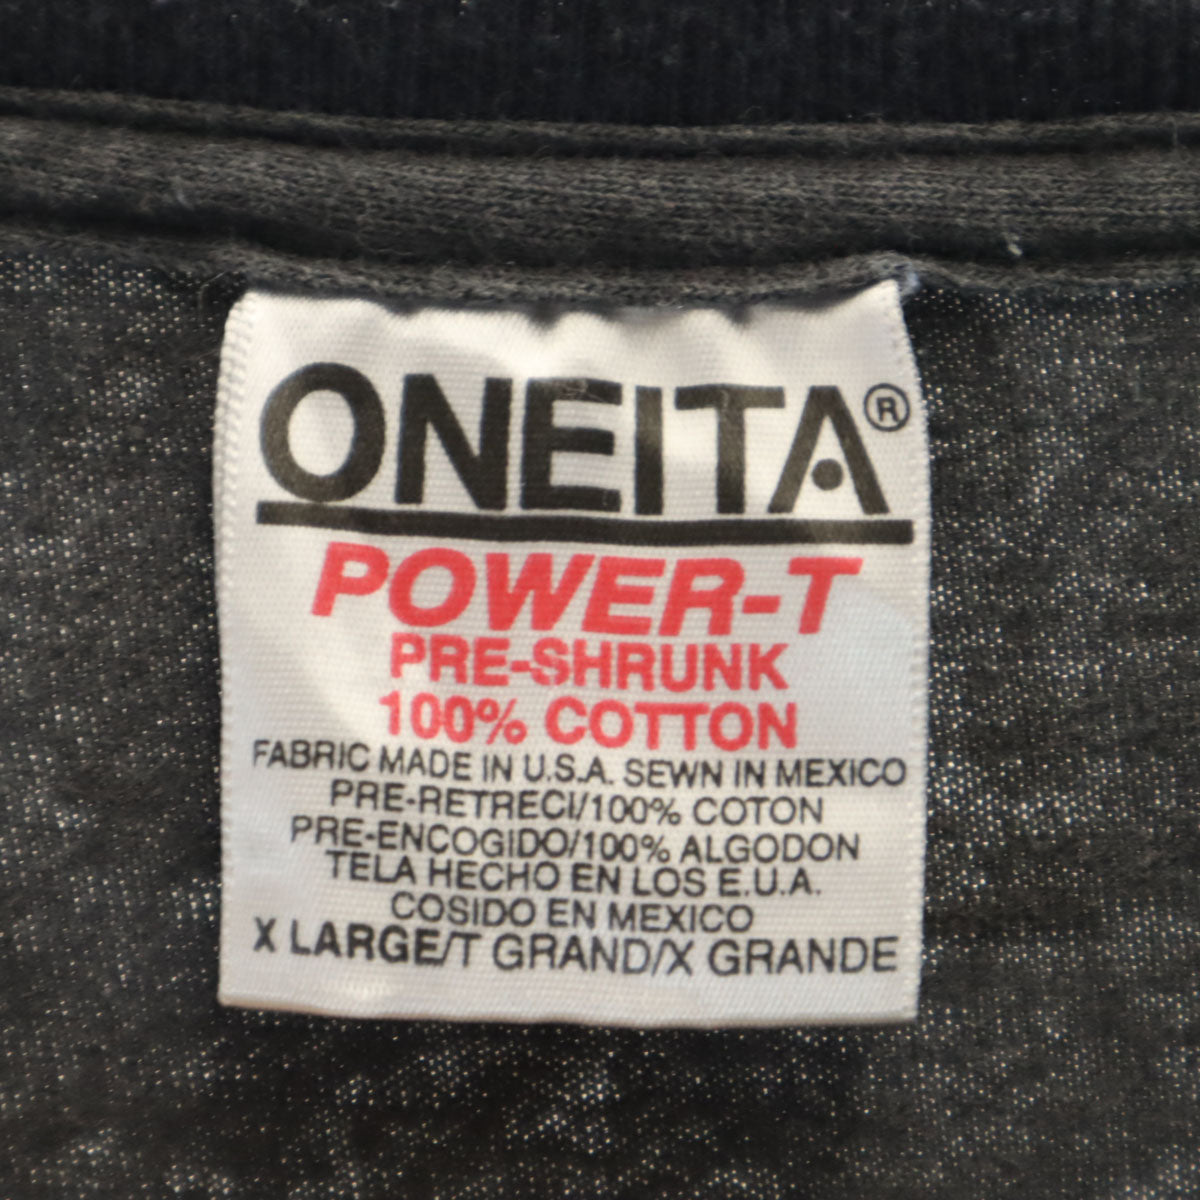 ONEITA®
POWER-T
PRE-SHRUNK
100% COTTON
FABRIC MADE IN U.S.A. SEWN IN MEXICO
PRE-RETRECI/100% COTON
PRE-ENCOGIDO/100% ALGODON
TELA HECHO EN LOS E.U.A.
COSIDO EN MEXICO
X LARGE/T GRAND/X GRANDE